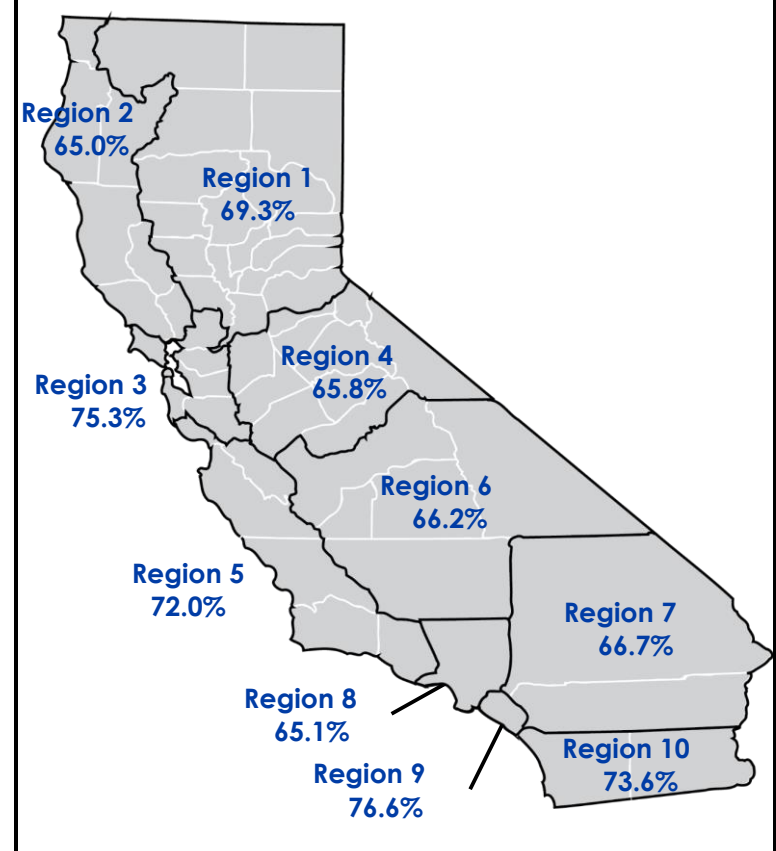 Region 2
65.0%
Region 1
69.3%
Region 4
65.8%
Region 3
75.3%
Region 6
66.2%
Region 5
72.0%
Region 7
66.7%
Region 8
65.1%
Region 10
73.6%
Region 9
76.6%